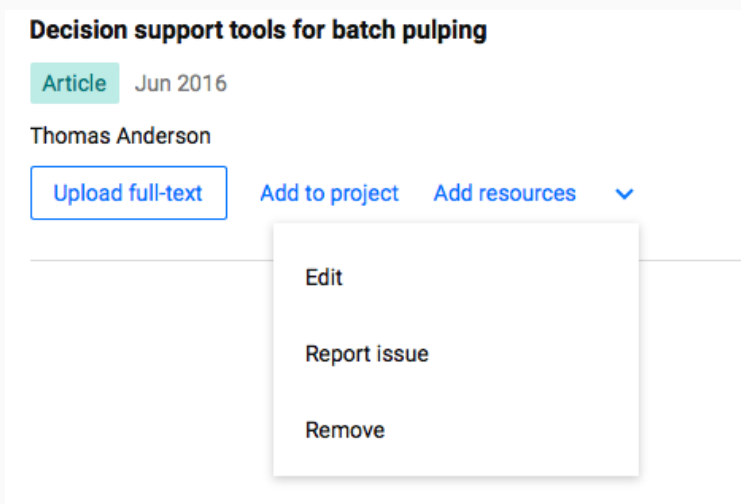 Decision support tools for batch pulping
Article Jun 2016
Thomas Anderson
Upload full-text Add to project Add resources
Edit
Report issue
Remove